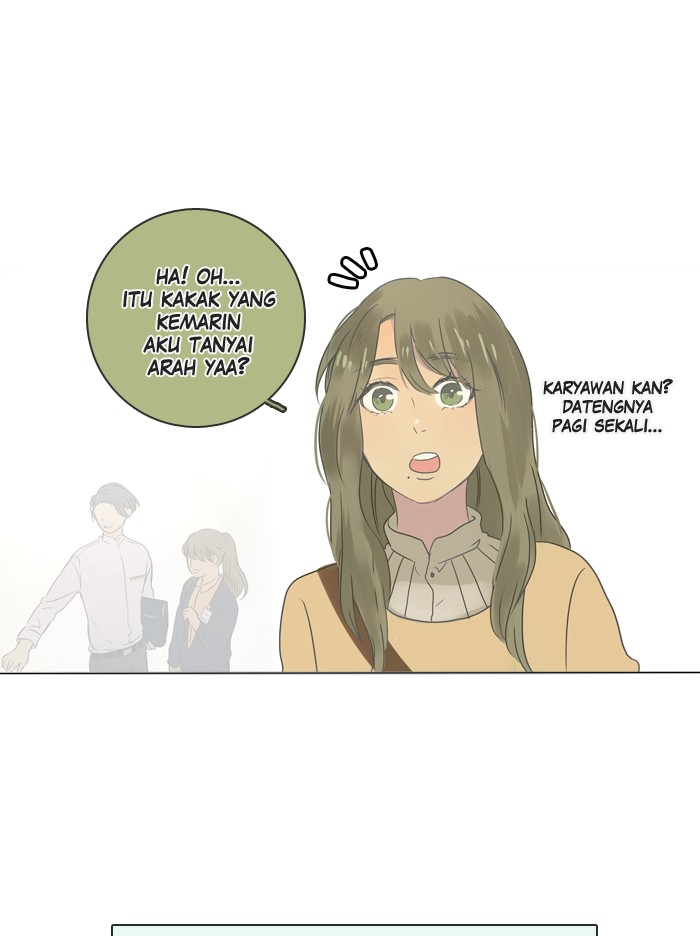 HA! OH...
ITU KAKAK YANG
KEMARIN
AKU TANYAI
ARAH YAA?
KARYAWAN KAN?
DATENGNYA
PAGI SEKALI...